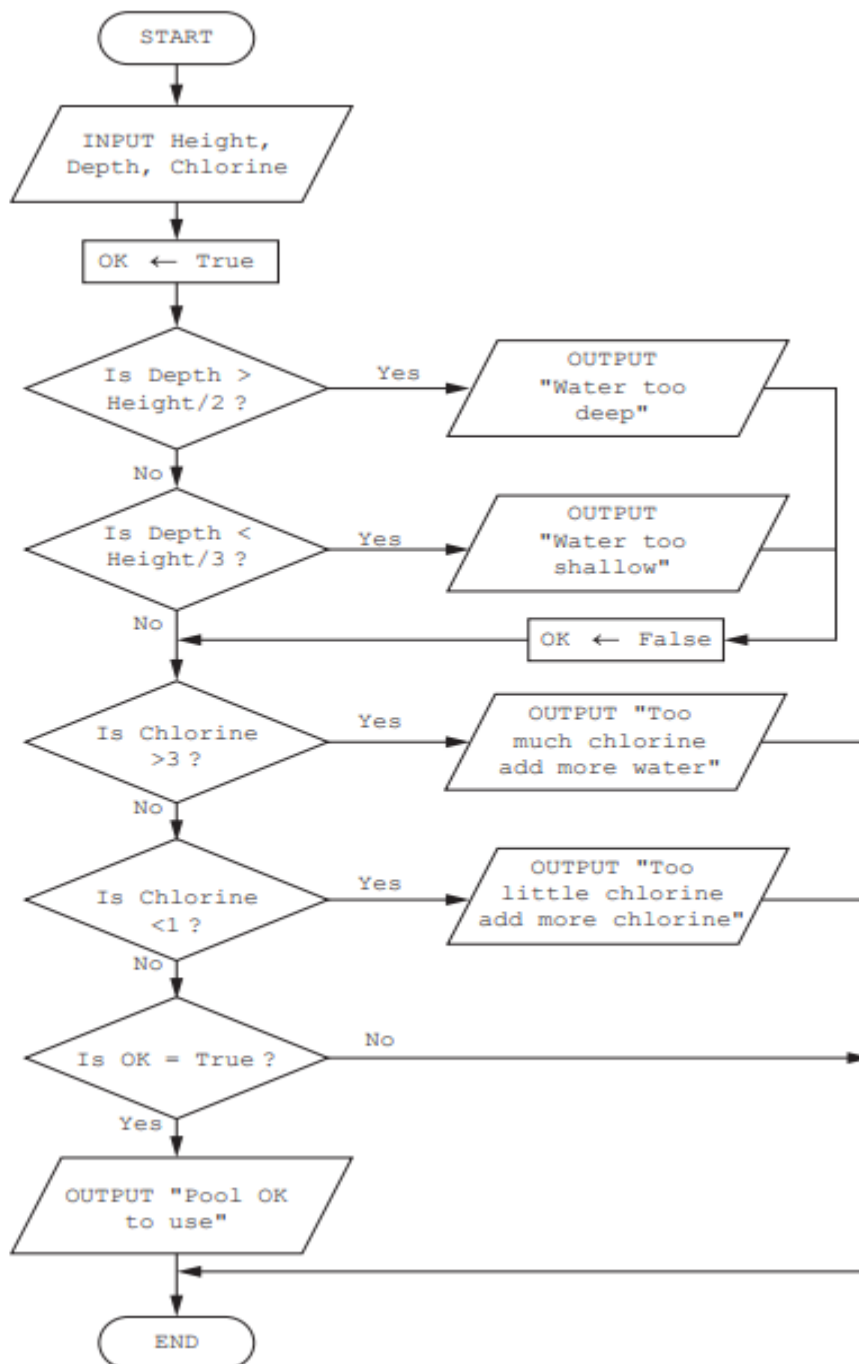 START
INPUT Height,
Depth, Chlorine
OK ← True
Is Depth >
Height/2 ?
Yes
OUTPUT
"Water too
deep"
No
Is Depth <
Height/3 ?
Yes
OUTPUT
"Water too
shallow"
No
OK ← False
Is Chlorine
>3 ?
Yes
OUTPUT "Too
much chlorine
add more water"
No
Is Chlorine
<1 ?
Yes
OUTPUT "Too
little chlorine
add more chlorine"
No
Is OK = True ?
No
Yes
OUTPUT "Pool OK
to use"
END